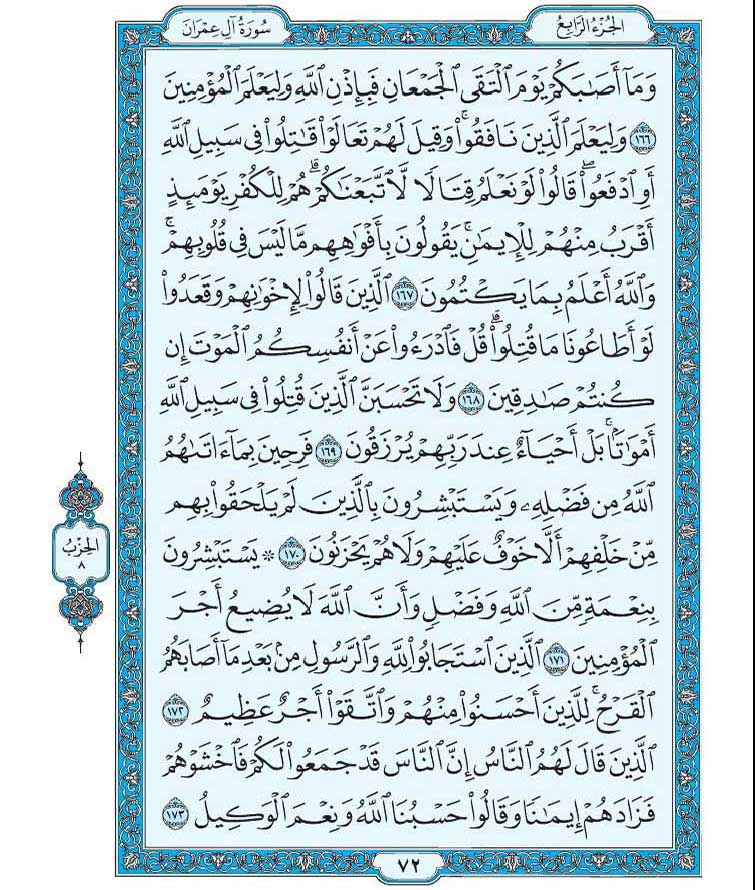 الجُزْءُ الرَّابِعُ
سُورَةُ آلِ عِمْرَانَ
وَمَآ أَصَٰبَكُمْ يَوْمَ ٱلْتَقَى ٱلْجَمْعَانِ فَبِإِذْنِ ٱللَّهِ وَلِيَعْلَمَ ٱلْمُؤْمِنِينَ
١٦٦ وَلِيَعْلَمَ ٱلَّذِينَ نَافَقُوا۟ۚ وَقِيلَ لَهُمْ تَعَالَوْا۟ قَٰتِلُوا۟ فِى سَبِيلِ ٱللَّهِ
أَوِ ٱدْفَعُوا۟ۖ قَالُوا۟ لَوْ نَعْلَمُ قِتَالًا لَّٱتَّبَعْنَٰكُمْۗ هُمْ لِلْكُفْرِ يَوْمَئِذٍ
أَقْرَبُ مِنْهُمْ لِلْإِيمَٰنِۚ يَقُولُونَ بِأَفْوَٰهِهِم مَّا لَيْسَ فِى قُلُوبِهِمْۚ
وَٱللَّهُ أَعْلَمُ بِمَا يَكْتُمُونَ ١٦٧ ٱلَّذِينَ قَالُوا۟ لِإِخْوَٰنِهِمْ وَقَعَدُوا۟
لَوْ أَطَاعُونَا مَا قُتِلُوا۟ۗ قُلْ فَٱدْرَءُوا۟ عَنْ أَنفُسِكُمُ ٱلْمَوْتَ إِن
كُنتُمْ صَٰدِقِينَ ١٦٨ وَلَا تَحْسَبَنَّ ٱلَّذِينَ قُتِلُوا۟ فِى سَبِيلِ ٱللَّهِ
أَمْوَٰتًۢاۚ بَلْ أَحْيَآءٌ عِندَ رَبِّهِمْ يُرْزَقُونَ ١٦٩ فَرِحِينَ بِمَآ ءَاتَىٰهُمُ
ٱللَّهُ مِن فَضْلِهِۦ وَيَسْتَبْشِرُونَ بِٱلَّذِينَ لَمْ يَلْحَقُوا۟ بِهِم
مِّنْ خَلْفِهِمْ أَلَّا خَوْفٌ عَلَيْهِمْ وَلَا هُمْ يَحْزَنُونَ ١٧٠ ۞ يَسْتَبْشِرُونَ
بِنِعْمَةٍ مِّنَ ٱللَّهِ وَفَضْلٍ وَأَنَّ ٱللَّهَ لَا يُضِيعُ أَجْرَ
ٱلْمُؤْمِنِينَ ١٧١ ٱلَّذِينَ ٱسْتَجَابُوا۟ لِلَّهِ وَٱلرَّسُولِ مِنۢ بَعْدِ مَآ أَصَابَهُمُ
ٱلْقَرْحُۚ لِلَّذِينَ أَحْسَنُوا۟ مِنْهُمْ وَٱتَّقَوْا۟ أَجْرٌ عَظِيمٌ ١٧٢
ٱلَّذِينَ قَالَ لَهُمُ ٱلنَّاسُ إِنَّ ٱلنَّاسَ قَدْ جَمَعُوا۟ لَكُمْ فَٱخْشَوْهُمْ
فَزَادَهُمْ إِيمَٰنًا وَقَالُوا۟ حَسْبُنَا ٱللَّهُ وَنِعْمَ ٱلْوَكِيلُ ١٧٣
الحِزْبُ
٨
٧٢